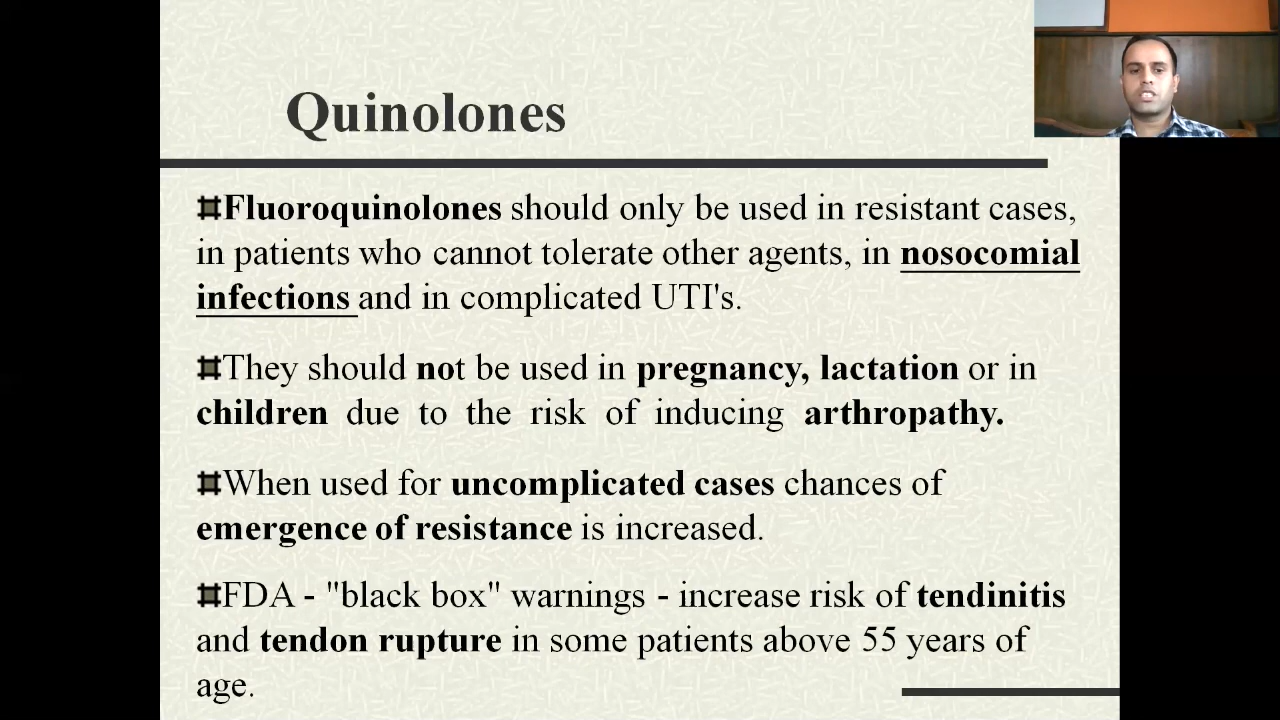 Quinolones
Fluoroquinolones should only be used in resistant cases,
in patients who cannot tolerate other agents, in nosocomial
infections and in complicated UTI's.
They should not be used in pregnancy, lactation or in
children due to the risk of inducing arthropathy.
When used for uncomplicated cases chances of
emergence of resistance is increased.
FDA - "black box" warnings - increase risk of tendinitis
and tendon rupture in some patients above 55 years of
age.